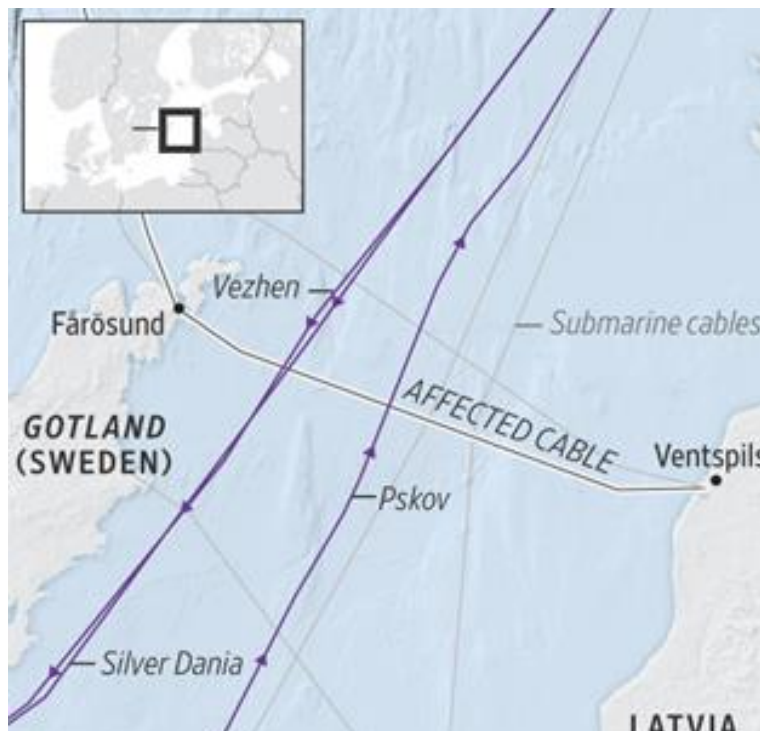 Vezhen
Fårösund
Submarine cables
AFFECTED CABLE
GOTLAND
(SWEDEN)
Ventspils
Pskov
Silver Dania
LATVIA